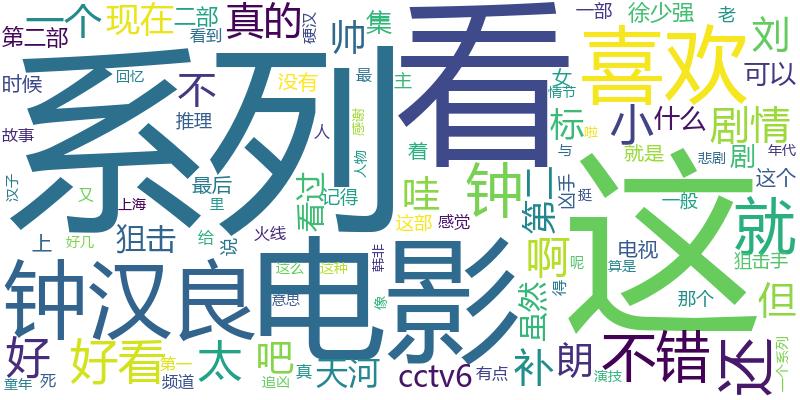 一个
现在
二部
真的
硬汉
帅
集
看
喜欢
一部
徐少强
老
刘
第二部
看到
系列
时候
回忆
不
没有
最
主
女
情节
可以
小
什么
标
剧情
故事
推理
人
感谢
人物
着
啦
与
就是
剧
悲剧
年代
汉子
又
最后
里
看过
记得
哇
钟
第二
凶手
挺
这
一般
这个
上海
就
好几
上
狙击
给
说
火线
这部
感觉
啊
电视
狙击手
钟汉良
电影
这么
这种
韩非
呢
算是
意思
像
虽然
得
那个
但
好
好看
第一
太
吧
追凶
真
天河
cctv6
有点
补
朗
演技
不错
还
一个系列
童年
死
频道